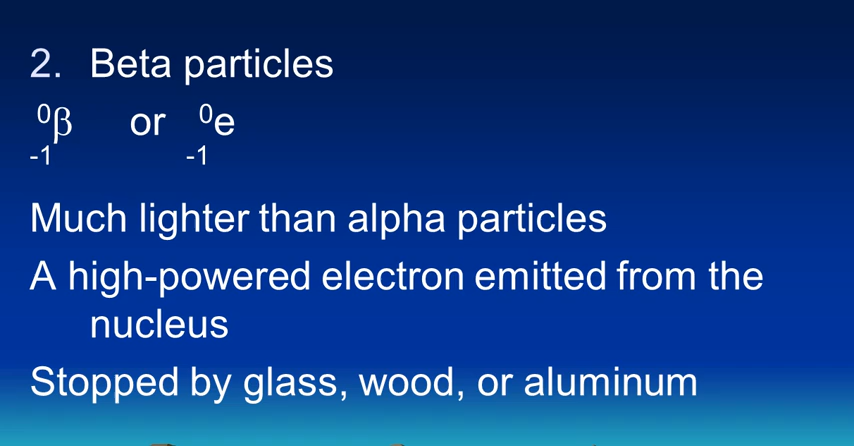 2. Beta particles
⁰β or ⁰e
-1 -1
Much lighter than alpha particles
A high-powered electron emitted from the
nucleus
Stopped by glass, wood, or aluminum